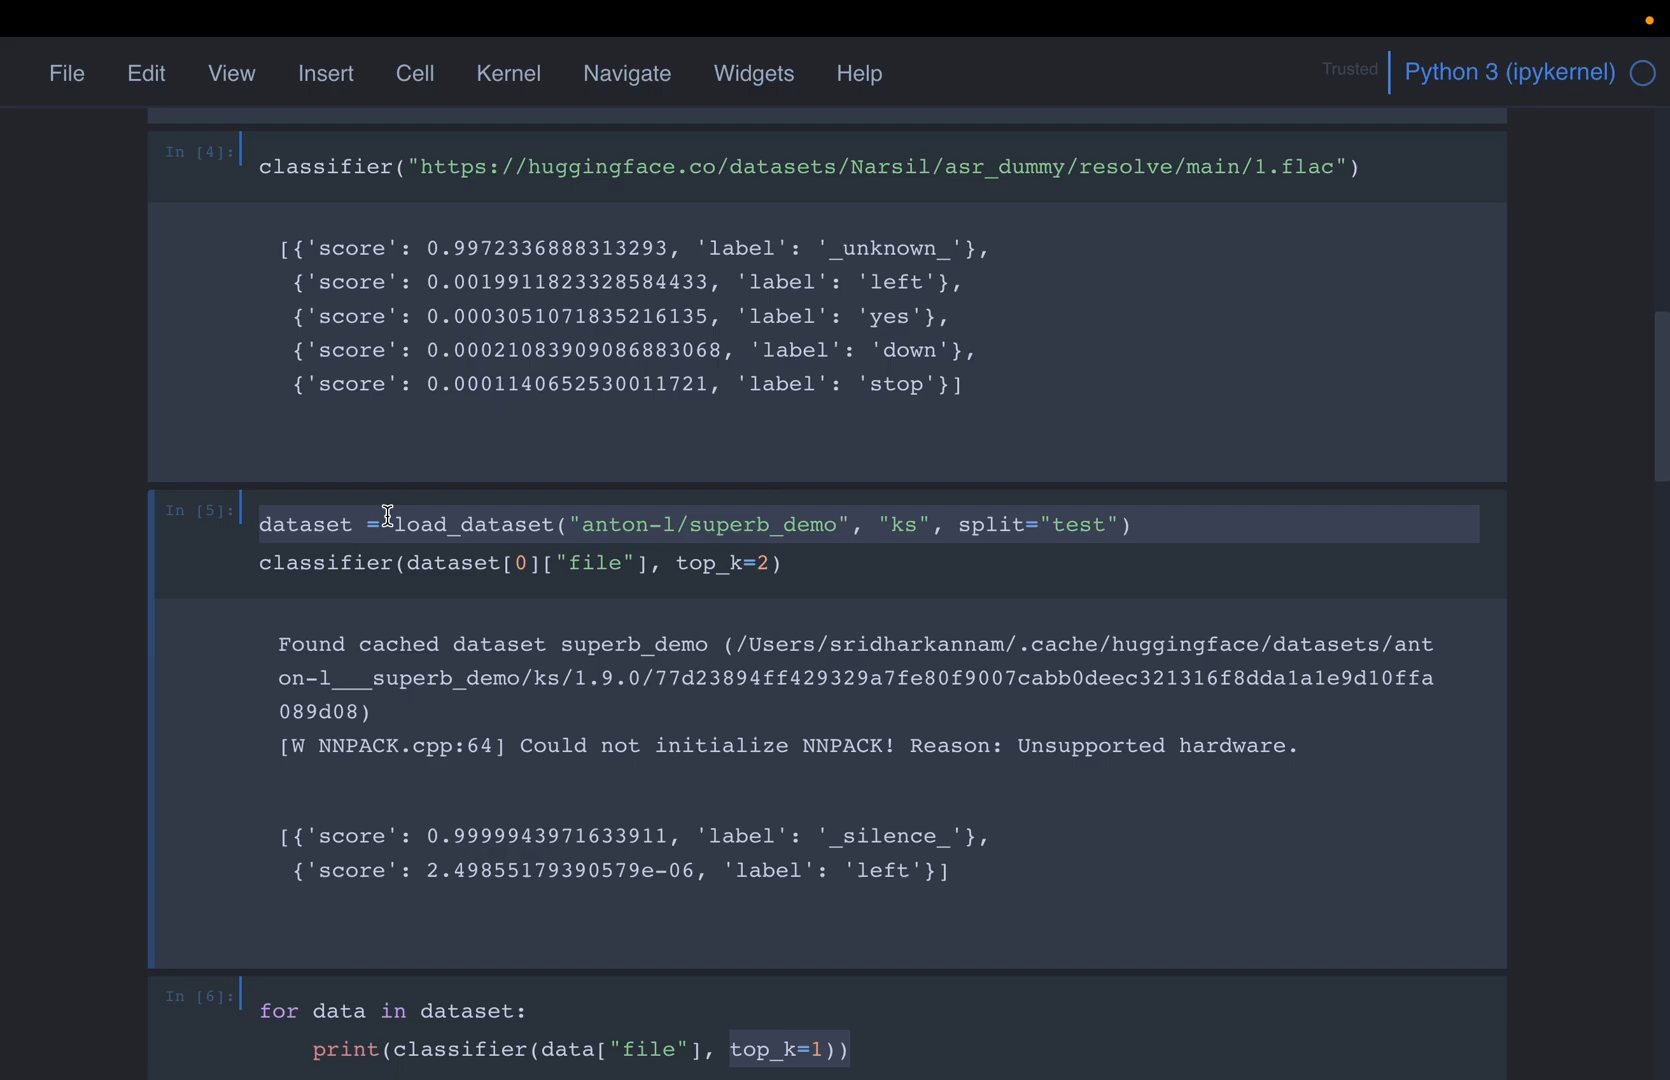 File Edit View Insert Cell Kernel Navigate Widgets Help Trusted Python 3 (ipykernel)
In [4]: classifier("https://huggingface.co/datasets/Narsil/asr_dummy/resolve/main/1.flac")
[{'score': 0.9972336888313293, 'label': '_unknown_'},
{'score': 0.0019911823328584433, 'label': 'left'},
{'score': 0.0003051071835216135, 'label': 'yes'},
{'score': 0.00021083909086883068, 'label': 'down'},
{'score': 0.0001140652530011721, 'label': 'stop'}]
In [5]: dataset = load_dataset("anton-l/superb_demo", "ks", split="test")
classifier(dataset[0]["file"], top_k=2)
Found cached dataset superb_demo (/Users/sridharkannam/.cache/huggingface/datasets/ant
on-l___superb_demo/ks/1.9.0/77d23894ff429329a7fe80f9007cabb0deec321316f8dda1a1e9d10ffa
089d08)
[W NNPACK.cpp:64] Could not initialize NNPACK! Reason: Unsupported hardware.
[{'score': 0.9999943971633911, 'label': '_silence_'},
{'score': 2.49855179390579e-06, 'label': 'left'}]
In [6]: for data in dataset:
print(classifier(data["file"], top_k=1))